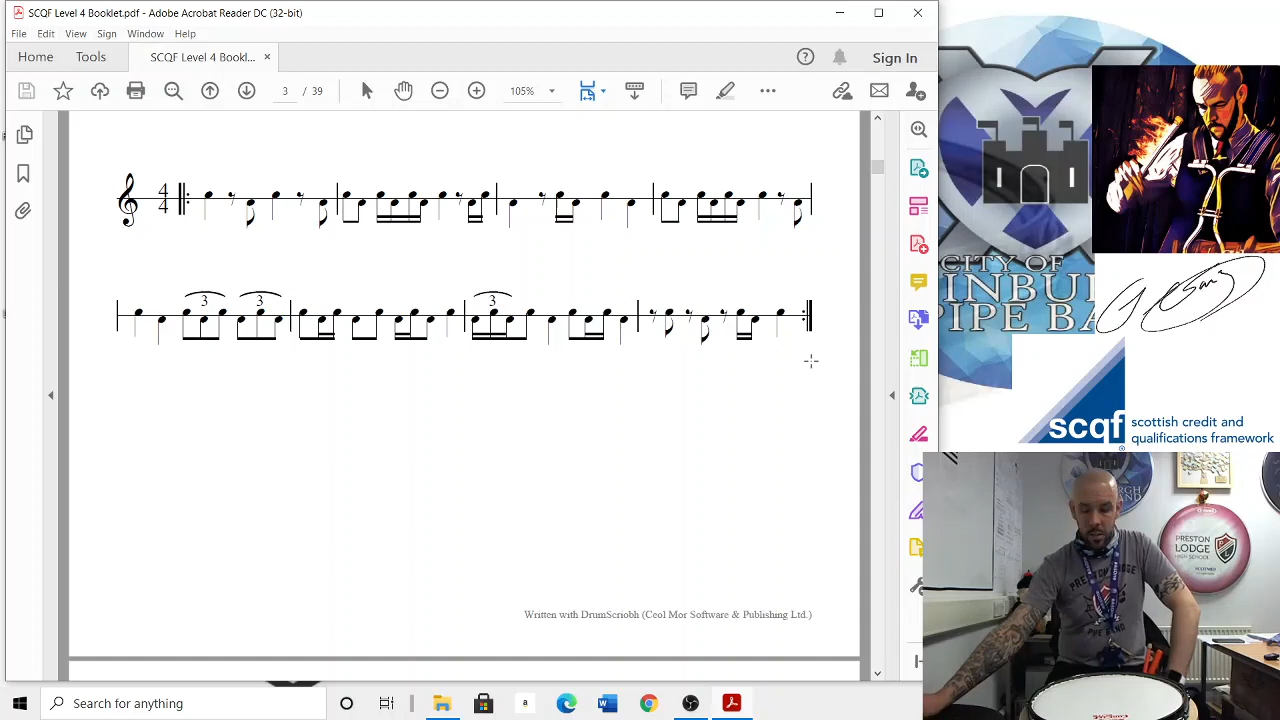 SCQF Level 4 Booklet.pdf - Adobe Acrobat Reader DC (32-bit)
File Edit View Sign Window Help
Home Tools SCQF Level 4 Bookl... × Sign In
3 / 39 105%
4
4
3 3 3
Written with DrumScriobh (Ceol Mor Software & Publishing Ltd.)
CITY OF
INBU
PIPE BA
scqf scottish credit and
qualifications framework
PRESTON
LODGE
HIGH SCHOOL
PRESTON
PIPE BAND
Search for anything